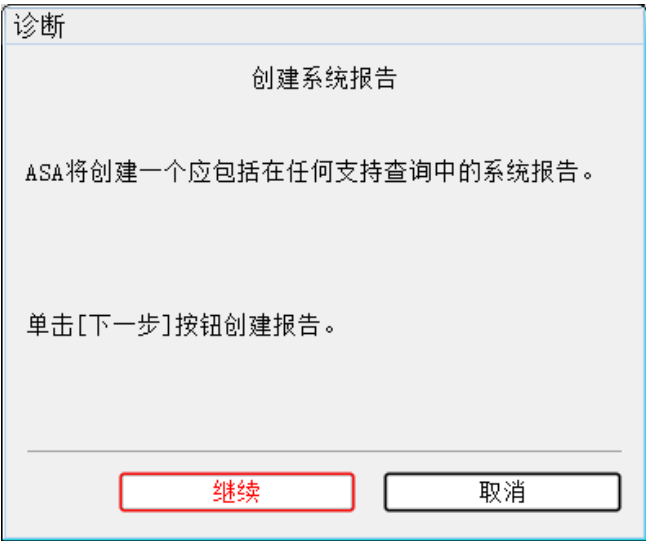 诊断
创建系统报告
ASA将创建一个应包括在任何支持查询中的系统报告。
单击[下一步]按钮创建报告。
继续
取消